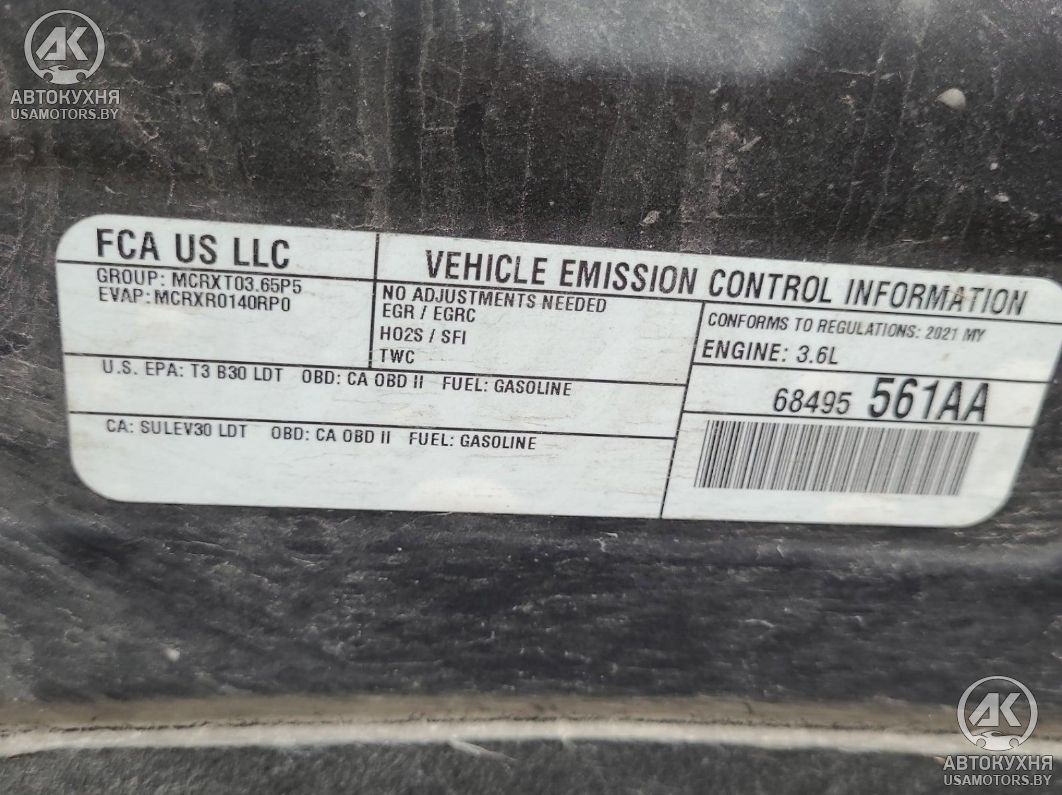 AK
АВТОКУХНЯ
USAMOTORS.BY
FCA US LLC
GROUP: MCRXT03.65P5
EVAP: MCRXR0140RP0
VEHICLE EMISSION CONTROL INFORMATION
NO ADJUSTMENTS NEEDED
EGR / EGRC
HO2S / SFI
TWC
CONFORMS TO REGULATIONS: 2021 MY
ENGINE: 3.6L
U.S. EPA: T3 B30 LDT OBD: CA OBD II FUEL: GASOLINE
CA: SULEV30 LDT OBD: CA OBD II FUEL: GASOLINE
68495 561AA
AK
АВТОКУХНЯ
USAMOTORS.BY